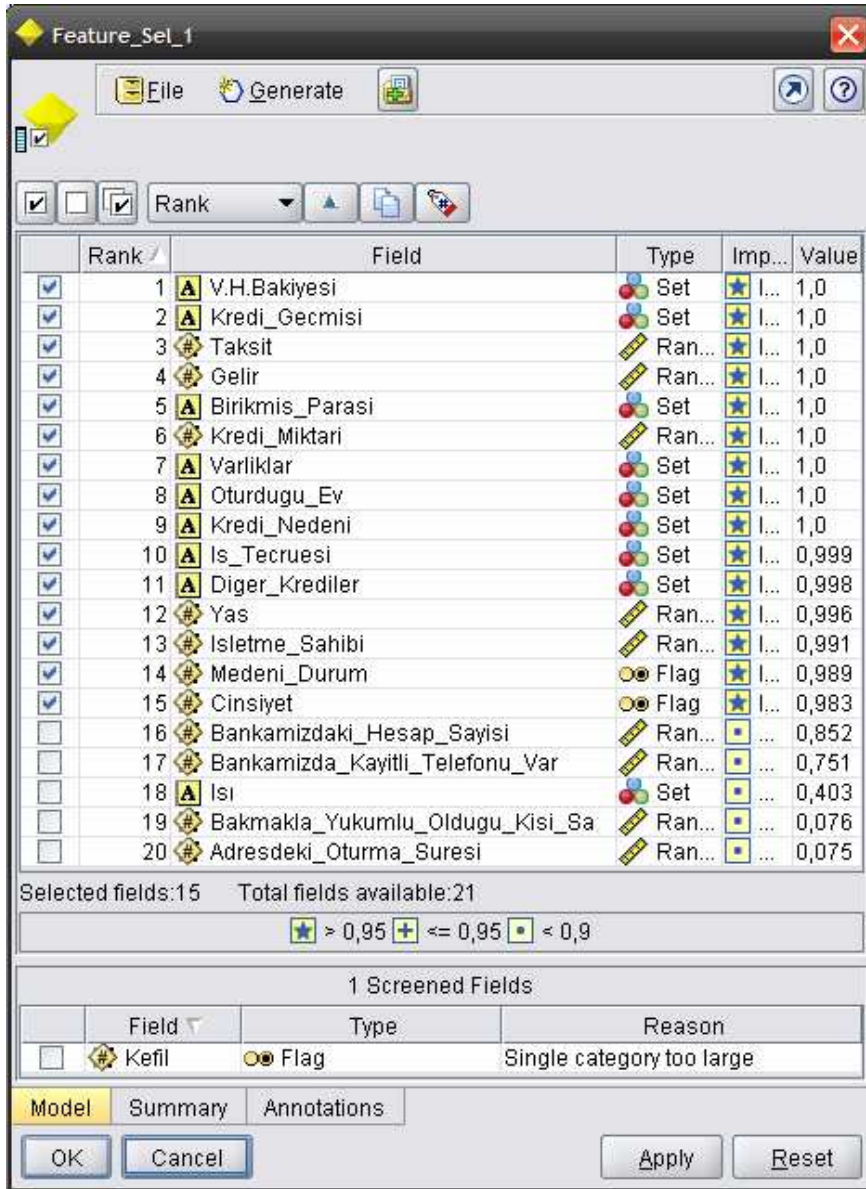 Feature_Sel_1
File Generate
Rank
Rank Field Type Imp... Value
1 A V.H.Bakiyesi Set I... 1,0
2 A Kredi_Gecmisi Set I... 1,0
3 # Taksit Ran... I... 1,0
4 # Gelir Ran... I... 1,0
5 A Birikmis_Parasi Set I... 1,0
6 # Kredi_Miktari Ran... I... 1,0
7 A Varliklar Set I... 1,0
8 A Oturdugu_Ev Set I... 1,0
9 A Kredi_Nedeni Set I... 1,0
10 A Is_Tecruesi Set I... 0,999
11 A Diger_Krediler Set I... 0,998
12 # Yas Ran... I... 0,996
13 # Isletme_Sahibi Ran... I... 0,991
14 # Medeni_Durum Flag I... 0,989
15 # Cinsiyet Flag I... 0,983
16 # Bankamizdaki_Hesap_Sayisi Ran... ... 0,852
17 # Bankamizda_Kayitli_Telefonu_Var Ran... ... 0,751
18 A Isı Set ... 0,403
19 # Bakmakla_Yukumlu_Oldugu_Kisi_Sa Ran... ... 0,076
20 # Adresdeki_Oturma_Suresi Ran... ... 0,075
Selected fields:15 Total fields available:21
> 0,95 + <= 0,95 < 0,9
1 Screened Fields
Field Type Reason
# Kefil Flag Single category too large
Model Summary Annotations
OK Cancel Apply Reset